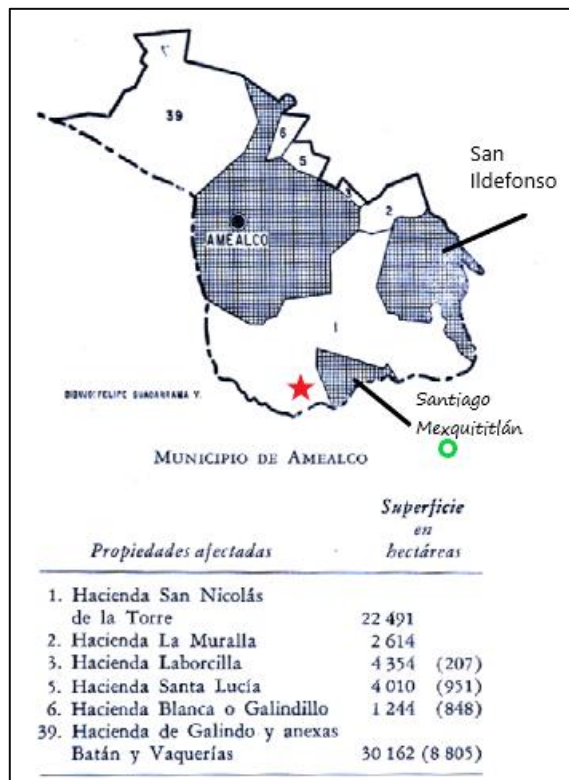 39
6
5
3
2
San
Ildefonso
AMEALCO
1
DIBUJO: FELIPE GUADARRAMA V.
Santiago
Mexquititlán
MUNICIPIO DE AMEALCO
Superficie
en
Propiedades afectadas hectáreas
1. Hacienda San Nicolás
de la Torre 22 491
2. Hacienda La Muralla 2 614
3. Hacienda Laborcilla 4 354 (207)
5. Hacienda Santa Lucía 4 010 (951)
6. Hacienda Blanca o Galindillo 1 244 (848)
39. Hacienda de Galindo y anexas
Batán y Vaquerías 30 162 (8 805)